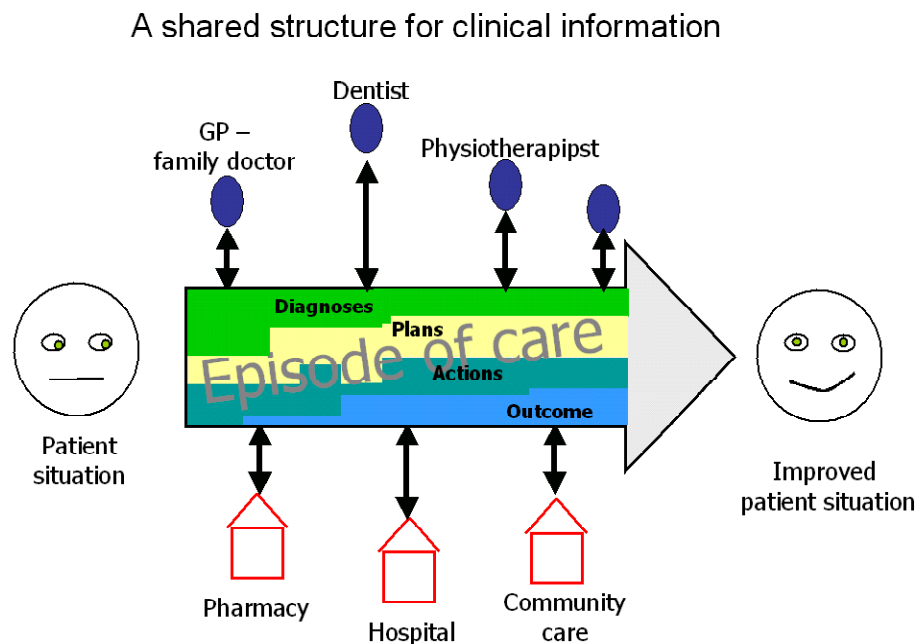 A shared structure for clinical information
Dentist
GP –
family doctor
Physiotherapipst
Diagnoses
Plans
Episode of care
Actions
Outcome
Patient
situation
Improved
patient situation
Pharmacy
Hospital
Community
care